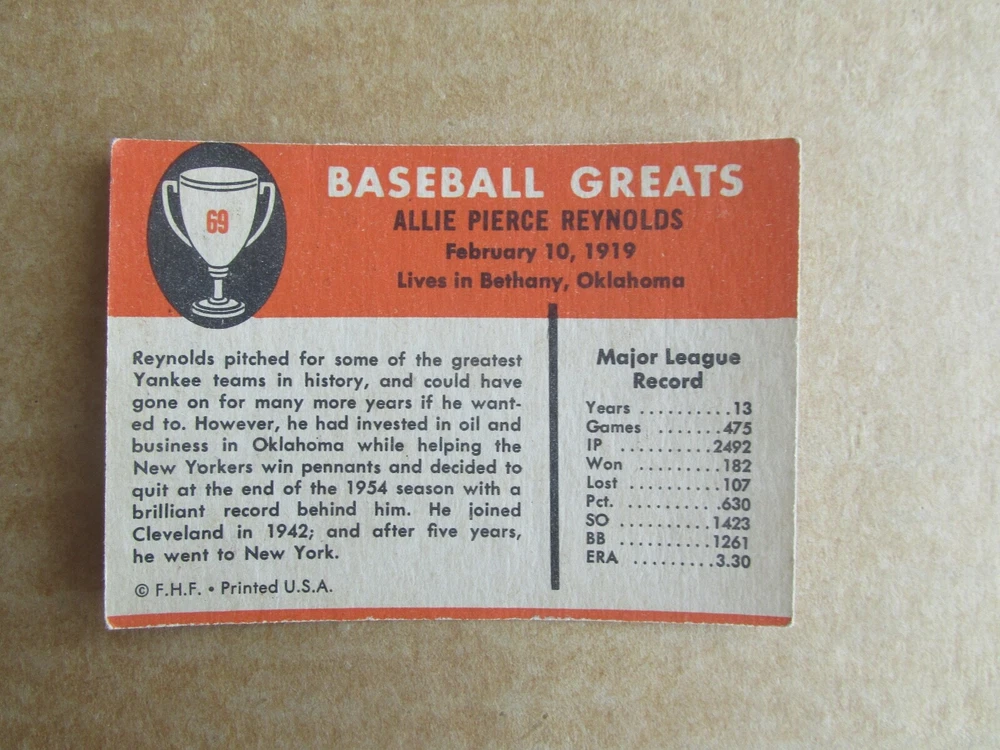 69
BASEBALL GREATS
ALLIE PIERCE REYNOLDS
February 10, 1919
Lives in Bethany, Oklahoma
Reynolds pitched for some of the greatest
Yankee teams in history, and could have
gone on for many more years if he want-
ed to. However, he had invested in oil and
business in Oklahoma while helping the
New Yorkers win pennants and decided to
quit at the end of the 1954 season with a
brilliant record behind him. He joined
Cleveland in 1942; and after five years,
he went to New York.
© F.H.F. • Printed U.S.A.
Major League
Record
Years ..........13
Games .......475
IP ..........2492
Won .........182
Lost ..........107
Pct. ..........630
SO ..........1423
BB ..........1261
ERA .........3.30